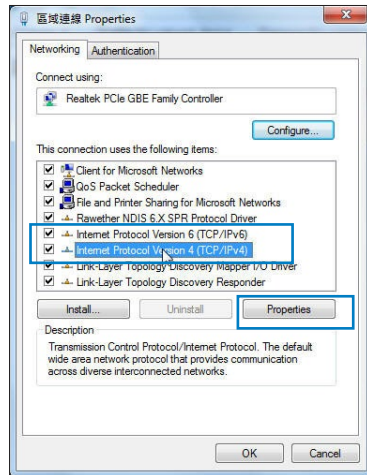 區域連線 Properties
Networking Authentication
Connect using:
Realtek PCIe GBE Family Controller
Configure...
This connection uses the following items:
Client for Microsoft Networks
QoS Packet Scheduler
File and Printer Sharing for Microsoft Networks
Rawether NDIS 6.X SPR Protocol Driver
Internet Protocol Version 6 (TCP/IPv6)
Internet Protocol Version 4 (TCP/IPv4)
Link-Layer Topology Discovery Mapper I/O Driver
Link-Layer Topology Discovery Responder
Install... Uninstall Properties
Description
Transmission Control Protocol/Internet Protocol. The default
wide area network protocol that provides communication
across diverse interconnected networks.
OK Cancel